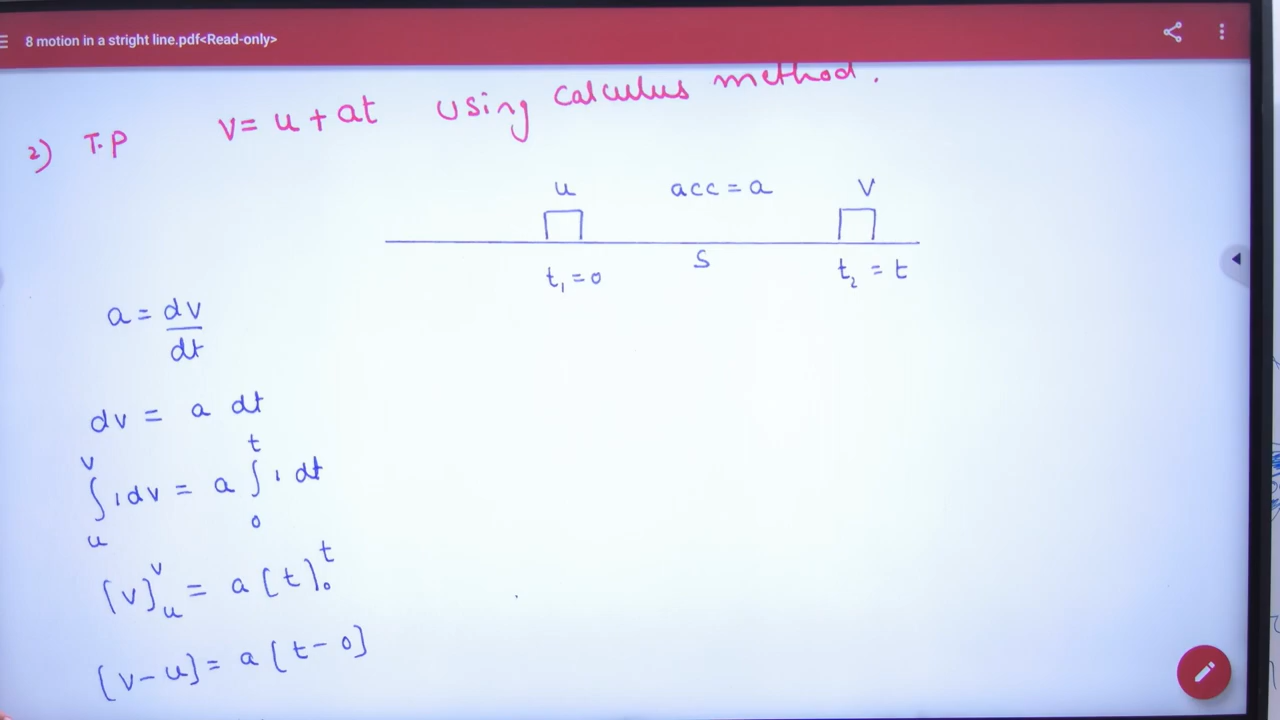 8 motion in a stright line.pdf<Read-only>
2) T.P v = u + at using calculus method.
u acc = a v
t₁ = 0 S t₂ = t
a = dv/dt
dv = a dt
∫ᵤᵛ 1 dv = a ∫₀ᵗ 1 dt
[v]ᵤᵛ = a [t]₀ᵗ
[v - u] = a [t - 0]